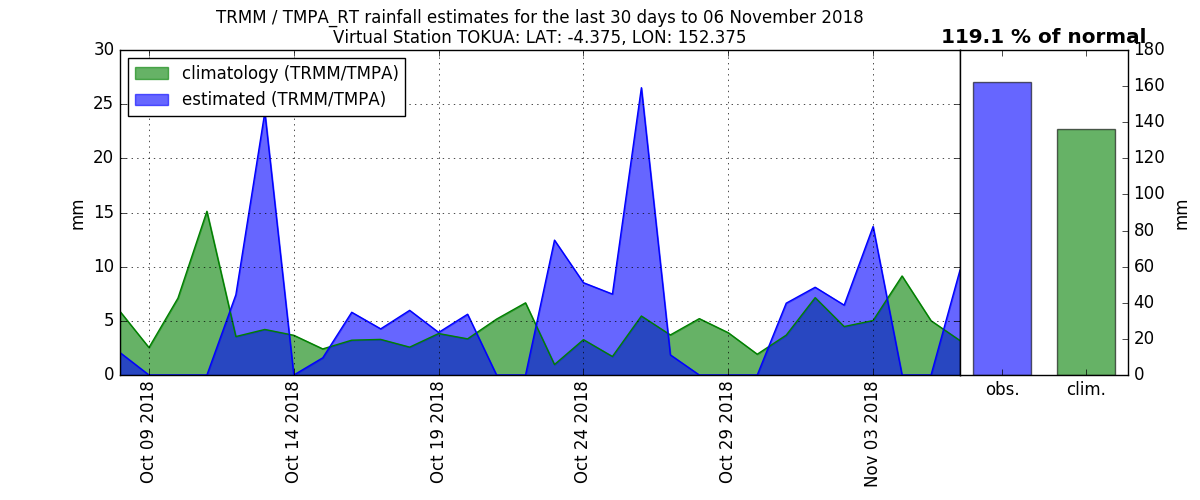 TRMM / TMPA_RT rainfall estimates for the last 30 days to 06 November 2018
Virtual Station TOKUA: LAT: -4.375, LON: 152.375
119.1 % of normal
climatology (TRMM/TMPA)
estimated (TRMM/TMPA)
mm
30
25
20
15
10
5
0
Oct 09 2018
Oct 14 2018
Oct 19 2018
Oct 24 2018
Oct 29 2018
Nov 03 2018
obs.
clim.
180
160
140
120
100
80
60
40
20
0
mm